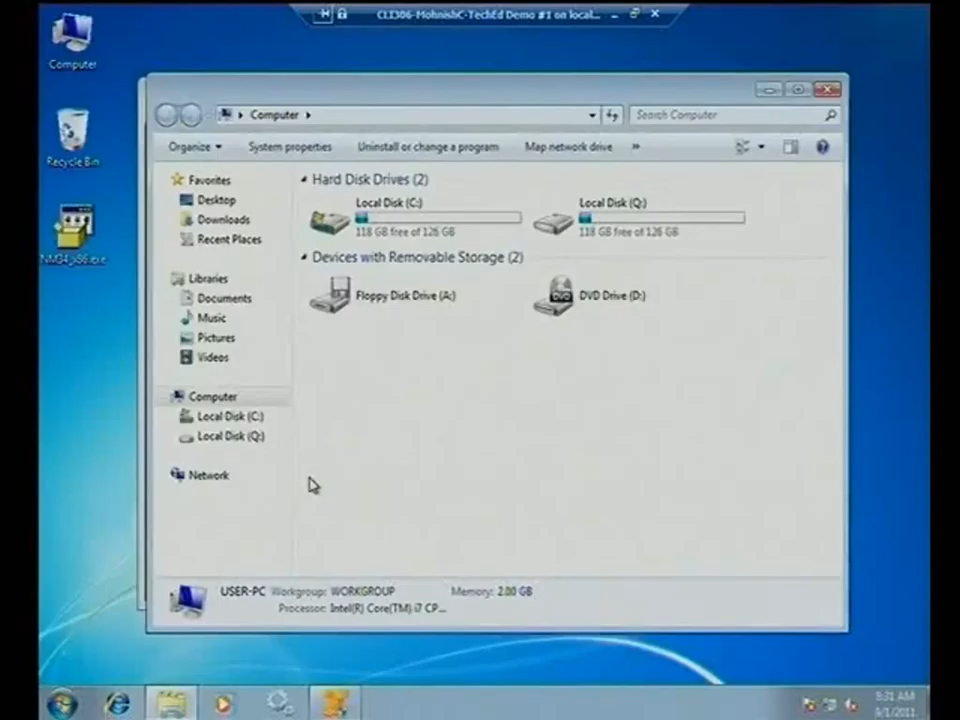 CLI306-MohnishC-TechEd Demo #1 on local...
Computer
Recycle Bin
NM34_x86.exe
Computer
Search Computer
Organize
System properties
Uninstall or change a program
Map network drive
»
Favorites
Desktop
Downloads
Recent Places
Libraries
Documents
Music
Pictures
Videos
Computer
Local Disk (C:)
Local Disk (Q:)
Network
Hard Disk Drives (2)
Local Disk (C:)
118 GB free of 126 GB
Local Disk (Q:)
118 GB free of 126 GB
Devices with Removable Storage (2)
Floppy Disk Drive (A:)
DVD
DVD Drive (D:)
USER-PC Workgroup: WORKGROUP Memory: 2.00 GB
Processor: Intel(R) Core(TM) i7 CP...
9:31 AM
9/1/2011